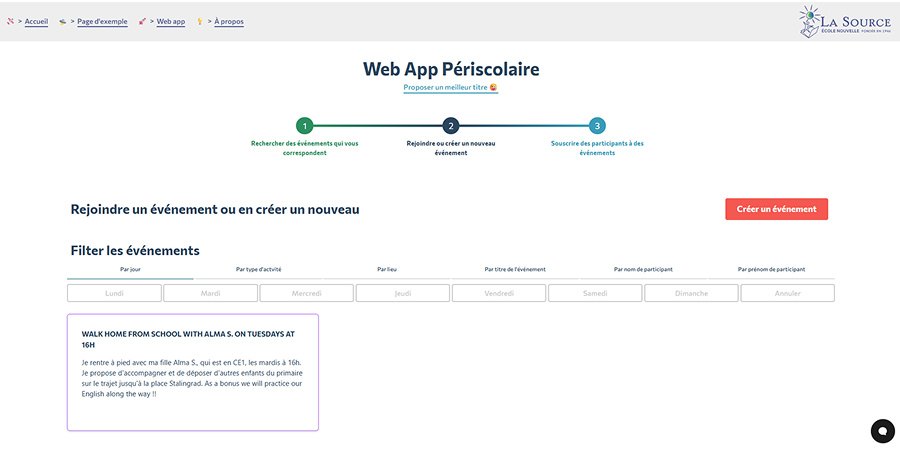 > Accueil > Page d'exemple > Web app > À propos
LA SOURCE
ÉCOLE NOUVELLE FONDÉE EN 1946
Web App Périscolaire
Proposer un meilleur titre
1 2 3
Rechercher des événements qui vous
correspondent
Rejoindre ou créer un nouveau
événement
Souscrire des participants à des
événements
Rejoindre un événement ou en créer un nouveau
Créer un événement
Filter les événements
Par jour Par type d'actvité Par lieu Par titre de l'événement Par nom de participant Par prénom de participant
Lundi Mardi Mercredi Jeudi Vendredi Samedi Dimanche Annuler
WALK HOME FROM SCHOOL WITH ALMA S. ON TUESDAYS AT
16H
Je rentre à pied avec ma fille Alma S., qui est en CE1, les mardis à 16h.
Je propose d'accompagner et de déposer d'autres enfants du primaire
sur le trajet jusqu'à la place Stalingrad. As a bonus we will practice our
English along the way !!